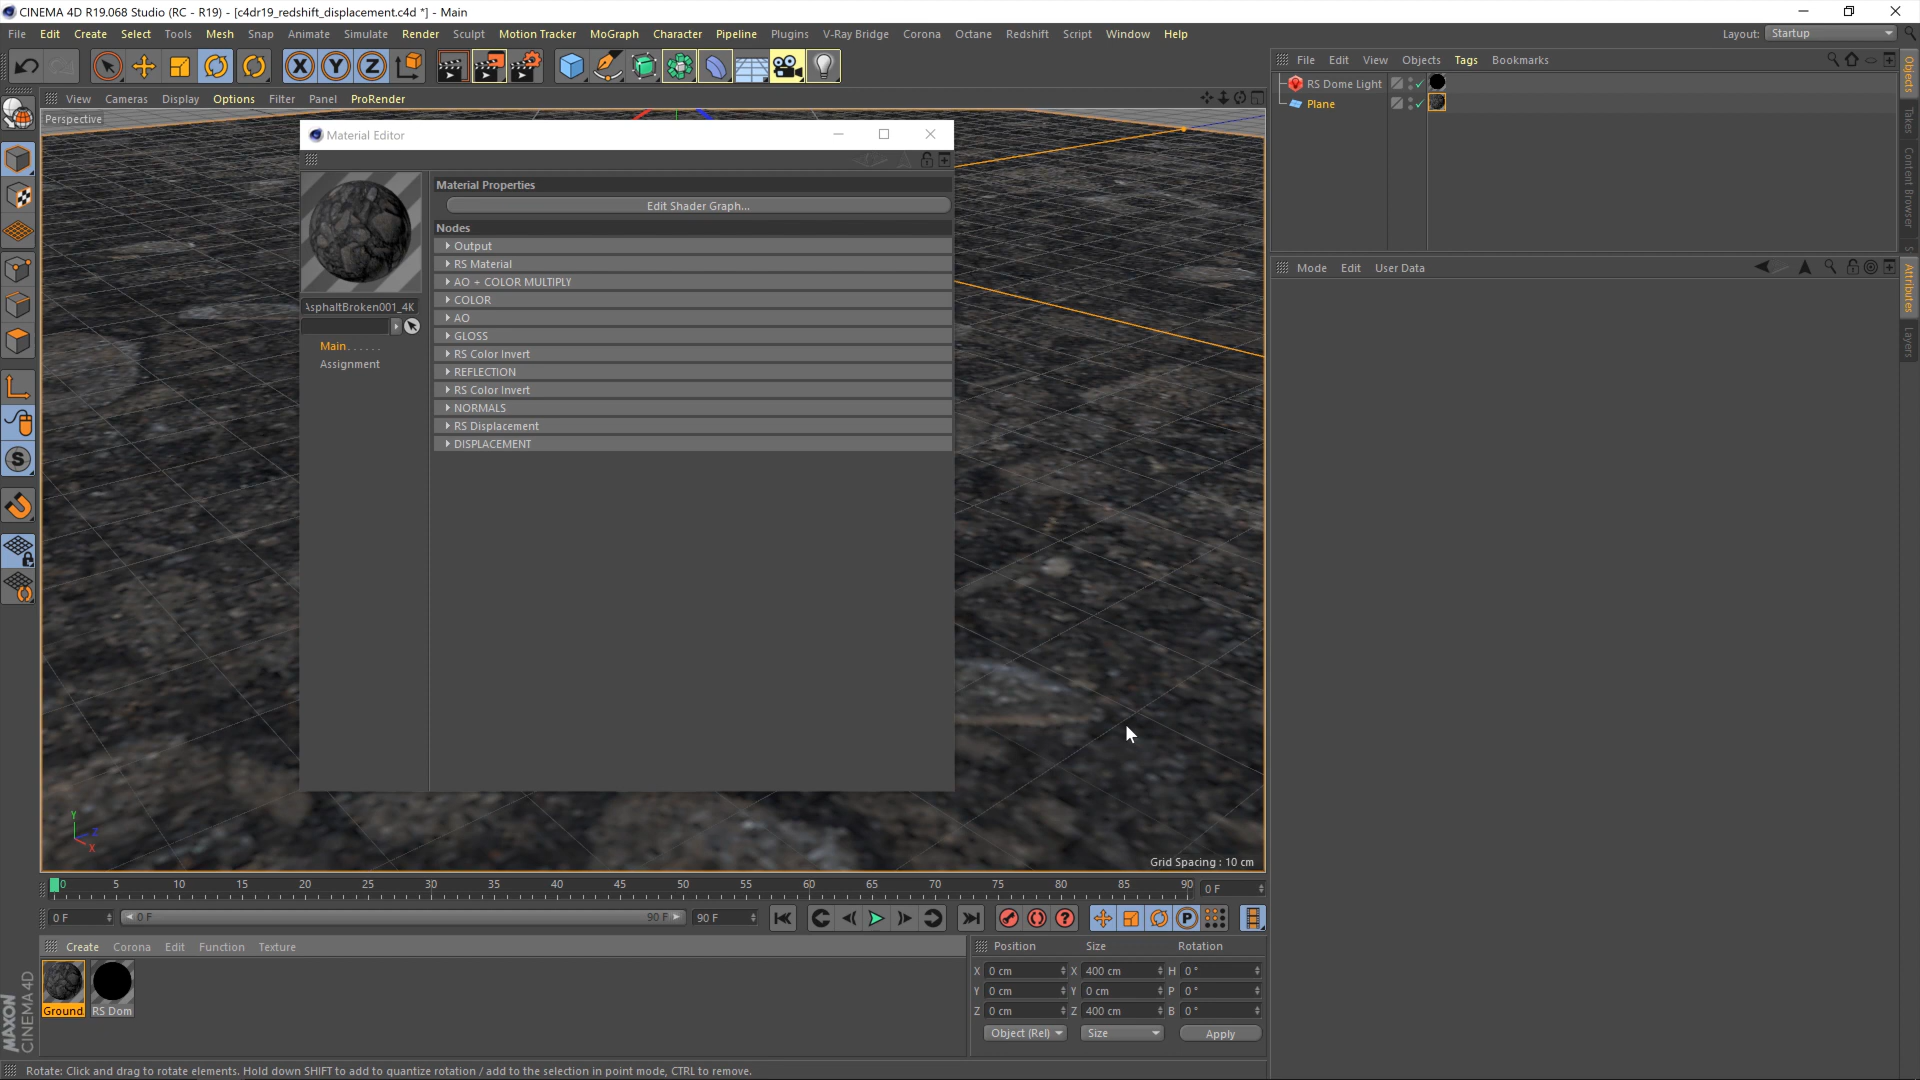 CINEMA 4D R19.068 Studio (RC - R19) - [c4dr19_redshift_displacement.c4d *] - Main
File Edit Create Select Tools Mesh Snap Animate Simulate Render Sculpt Motion Tracker MoGraph Character Pipeline Plugins V-Ray Bridge Corona Octane Redshift Script Window Help
Layout: Startup
File Edit View Objects Tags Bookmarks
RS Dome Light
Plane
View Cameras Display Options Filter Panel ProRender
Perspective
Material Editor
Material Properties
Edit Shader Graph...
Nodes
Output
RS Material
AO + COLOR MULTIPLY
COLOR
AO
GLOSS
RS Color Invert
REFLECTION
RS Color Invert
NORMALS
RS Displacement
DISPLACEMENT
AsphaltBroken001_4K
Main
Assignment
Mode Edit User Data
Objects
Takes
Content Browser
S
Attributes
Layers
Y
Z
X
Grid Spacing : 10 cm
0 5 10 15 20 25 30 35 40 45 50 55 60 65 70 75 80 85 90 0 F
0 F 0 F 90 F 90 F
Create Corona Edit Function Texture
Ground RS Dom
Position Size Rotation
X 0 cm X 400 cm H 0 °
Y 0 cm Y 0 cm P 0 °
Z 0 cm Z 400 cm B 0 °
Object (Rel) Size Apply
MAXON
CINEMA 4D
Rotate: Click and drag to rotate elements. Hold down SHIFT to add to quantize rotation / add to the selection in point mode, CTRL to remove.